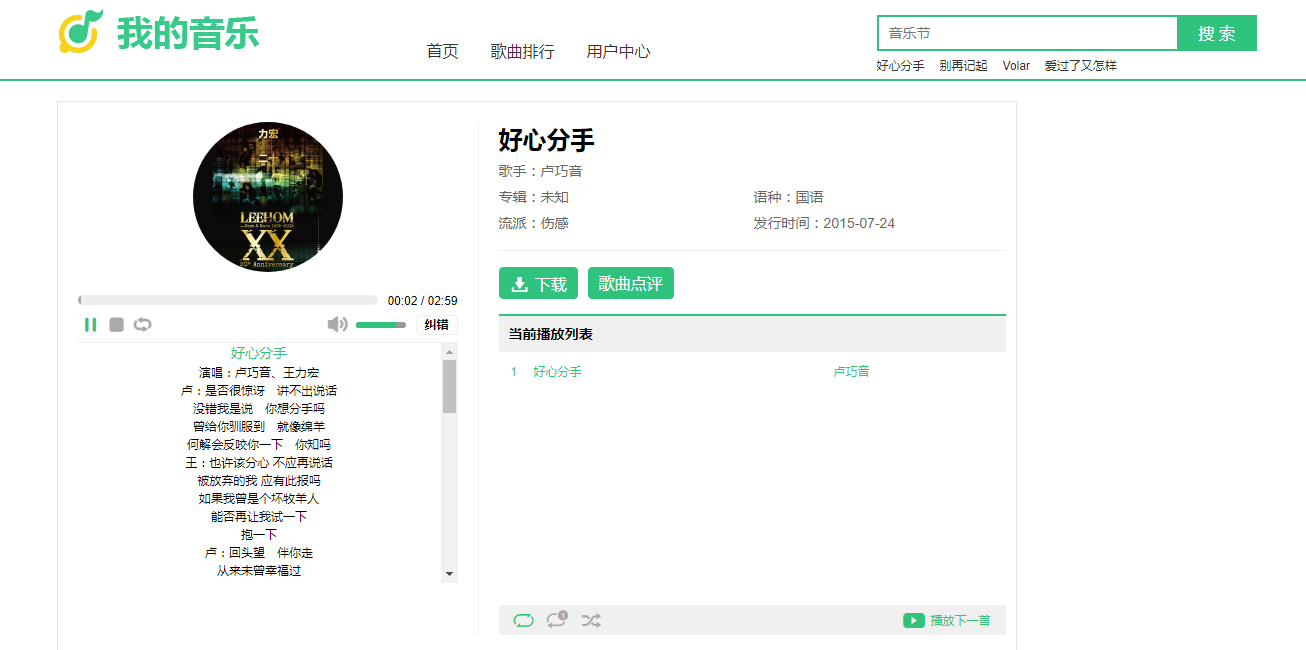 我的音乐
首页 歌曲排行 用户中心
音乐节 搜 索
好心分手 别再记起 Volar 爱过了又怎样
力宏
二十
LEEHOM
XX
20th Anniversary
00:02 / 02:59
纠错
好心分手
演唱：卢巧音、王力宏
卢：是否很惊讶 讲不出说话
没错我是说 你想分手吗
曾给你驯服到 就像绵羊
何解会反咬你一下 你知吗
王：也许该分心 不应再说话
被放弃的我 应有此报吗
如果我曾是个坏牧羊人
能否再让我试一下
抱一下
卢：回头望 伴你走
从来未曾幸福过
好心分手
歌手：卢巧音
专辑：未知 语种：国语
流派：伤感 发行时间：2015-07-24
下载 歌曲点评
当前播放列表
1 好心分手 卢巧音
1
播放下一首